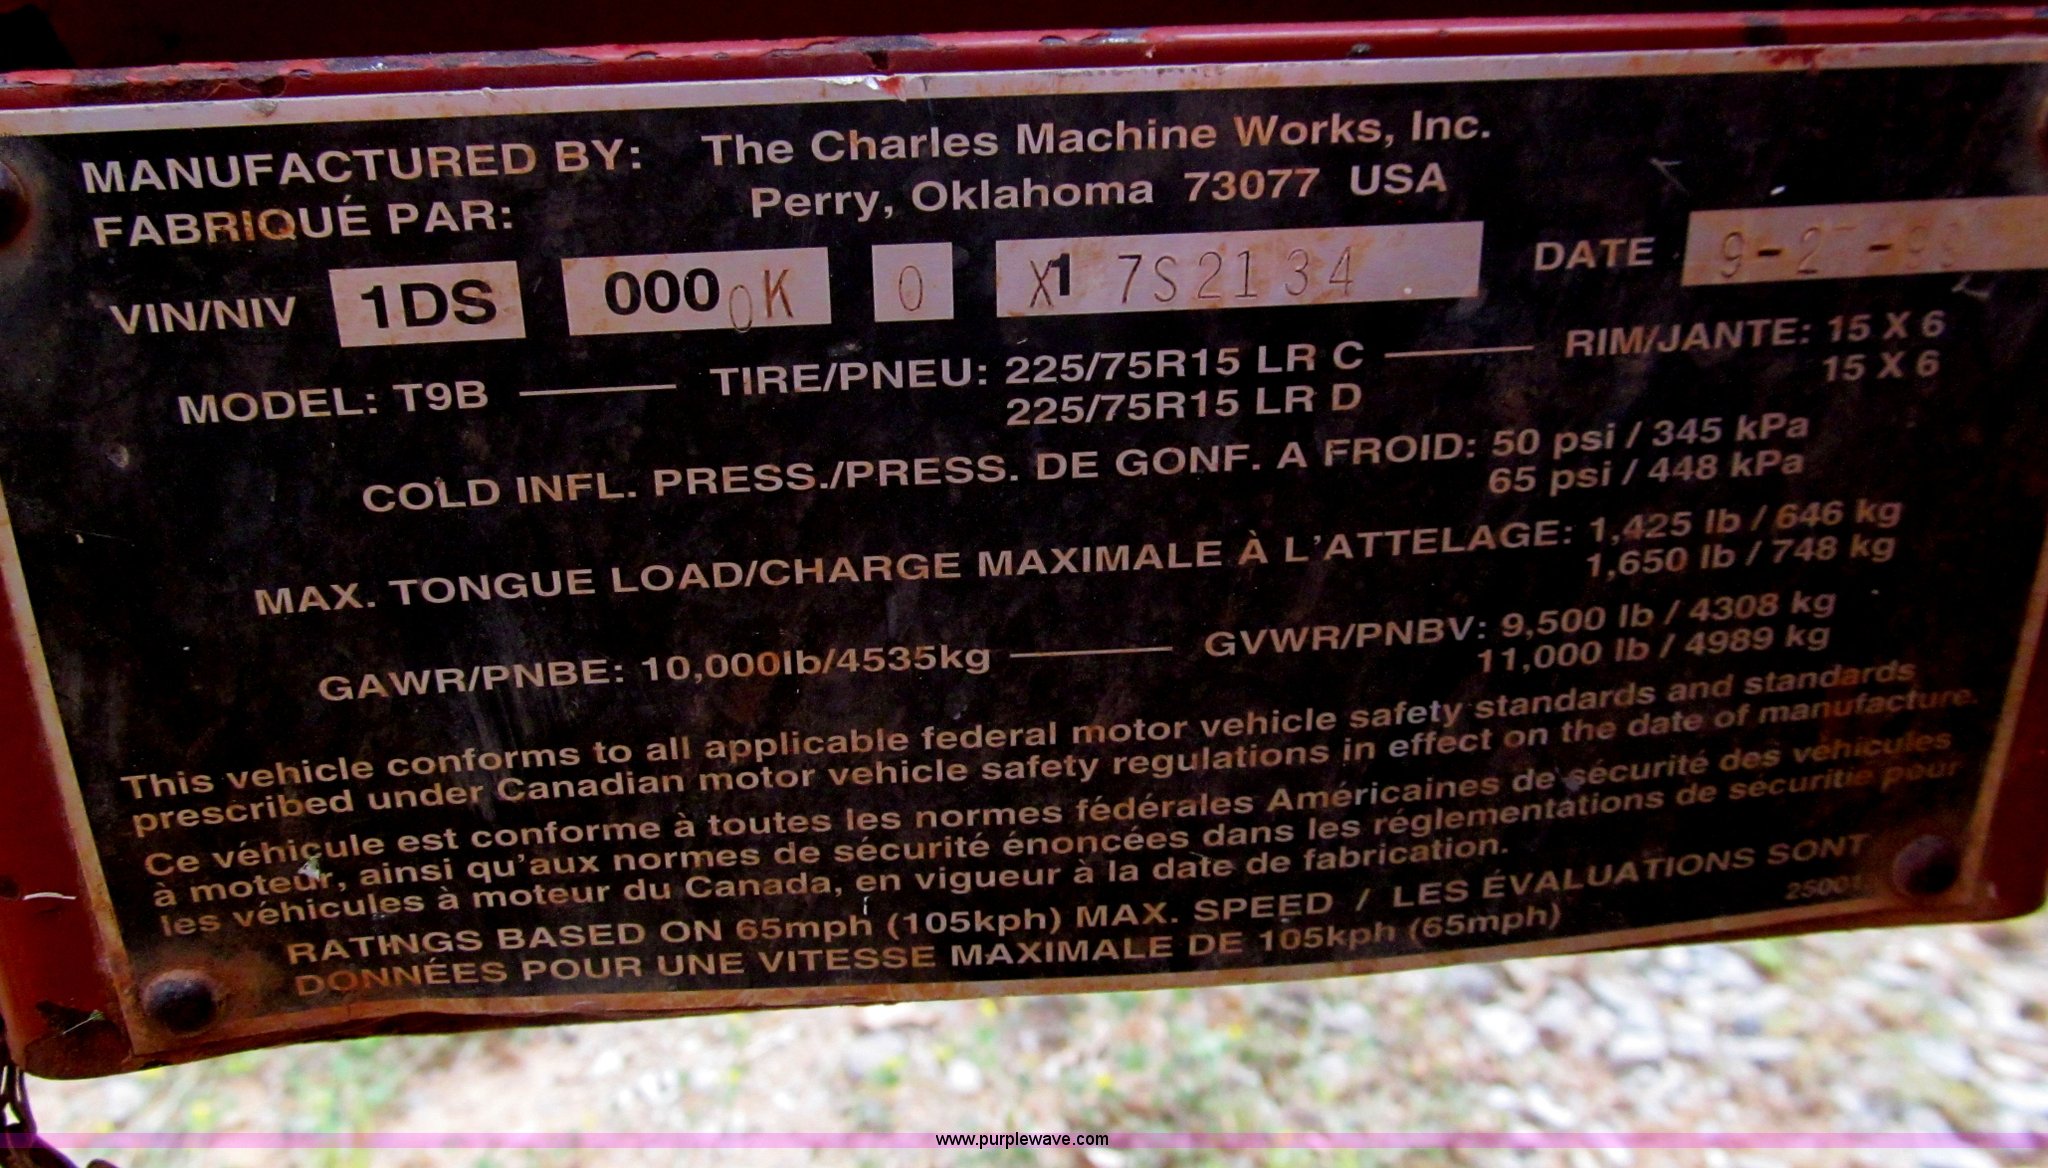 MANUFACTURED BY: The Charles Machine Works, Inc.
FABRIQUÉ PAR: Perry, Oklahoma 73077 USA
VIN/NIV 1DS 0000K 0 X1 7S2134 DATE
MODEL: T9B TIRE/PNEU: 225/75R15 LR C RIM/JANTE: 15 X 6
225/75R15 LR D 15 X 6
COLD INFL. PRESS./PRESS. DE GONF. A FROID: 50 psi / 345 kPa
65 psi / 448 kPa
MAX. TONGUE LOAD/CHARGE MAXIMALE À L'ATTELAGE: 1,425 lb / 646 kg
1,650 lb / 748 kg
GAWR/PNBE: 10,000lb/4535kg GVWR/PNBV: 9,500 lb / 4308 kg
11,000 lb / 4989 kg
This vehicle conforms to all applicable federal motor vehicle safety standards and standards
prescribed under Canadian motor vehicle safety regulations in effect on the date of manufacture.
Ce véhicule est conforme à toutes les normes fédérales Américaines de sécurité des véhicules
à moteur, ainsi qu'aux normes de sécurité énoncées dans les réglementations de sécuritie pour
les véhicules à moteur du Canada, en vigueur à la date de fabrication.
RATINGS BASED ON 65mph (105kph) MAX. SPEED / LES ÉVALUATIONS SONT
DONNÉES POUR UNE VITESSE MAXIMALE DE 105kph (65mph)
www.purplewave.com